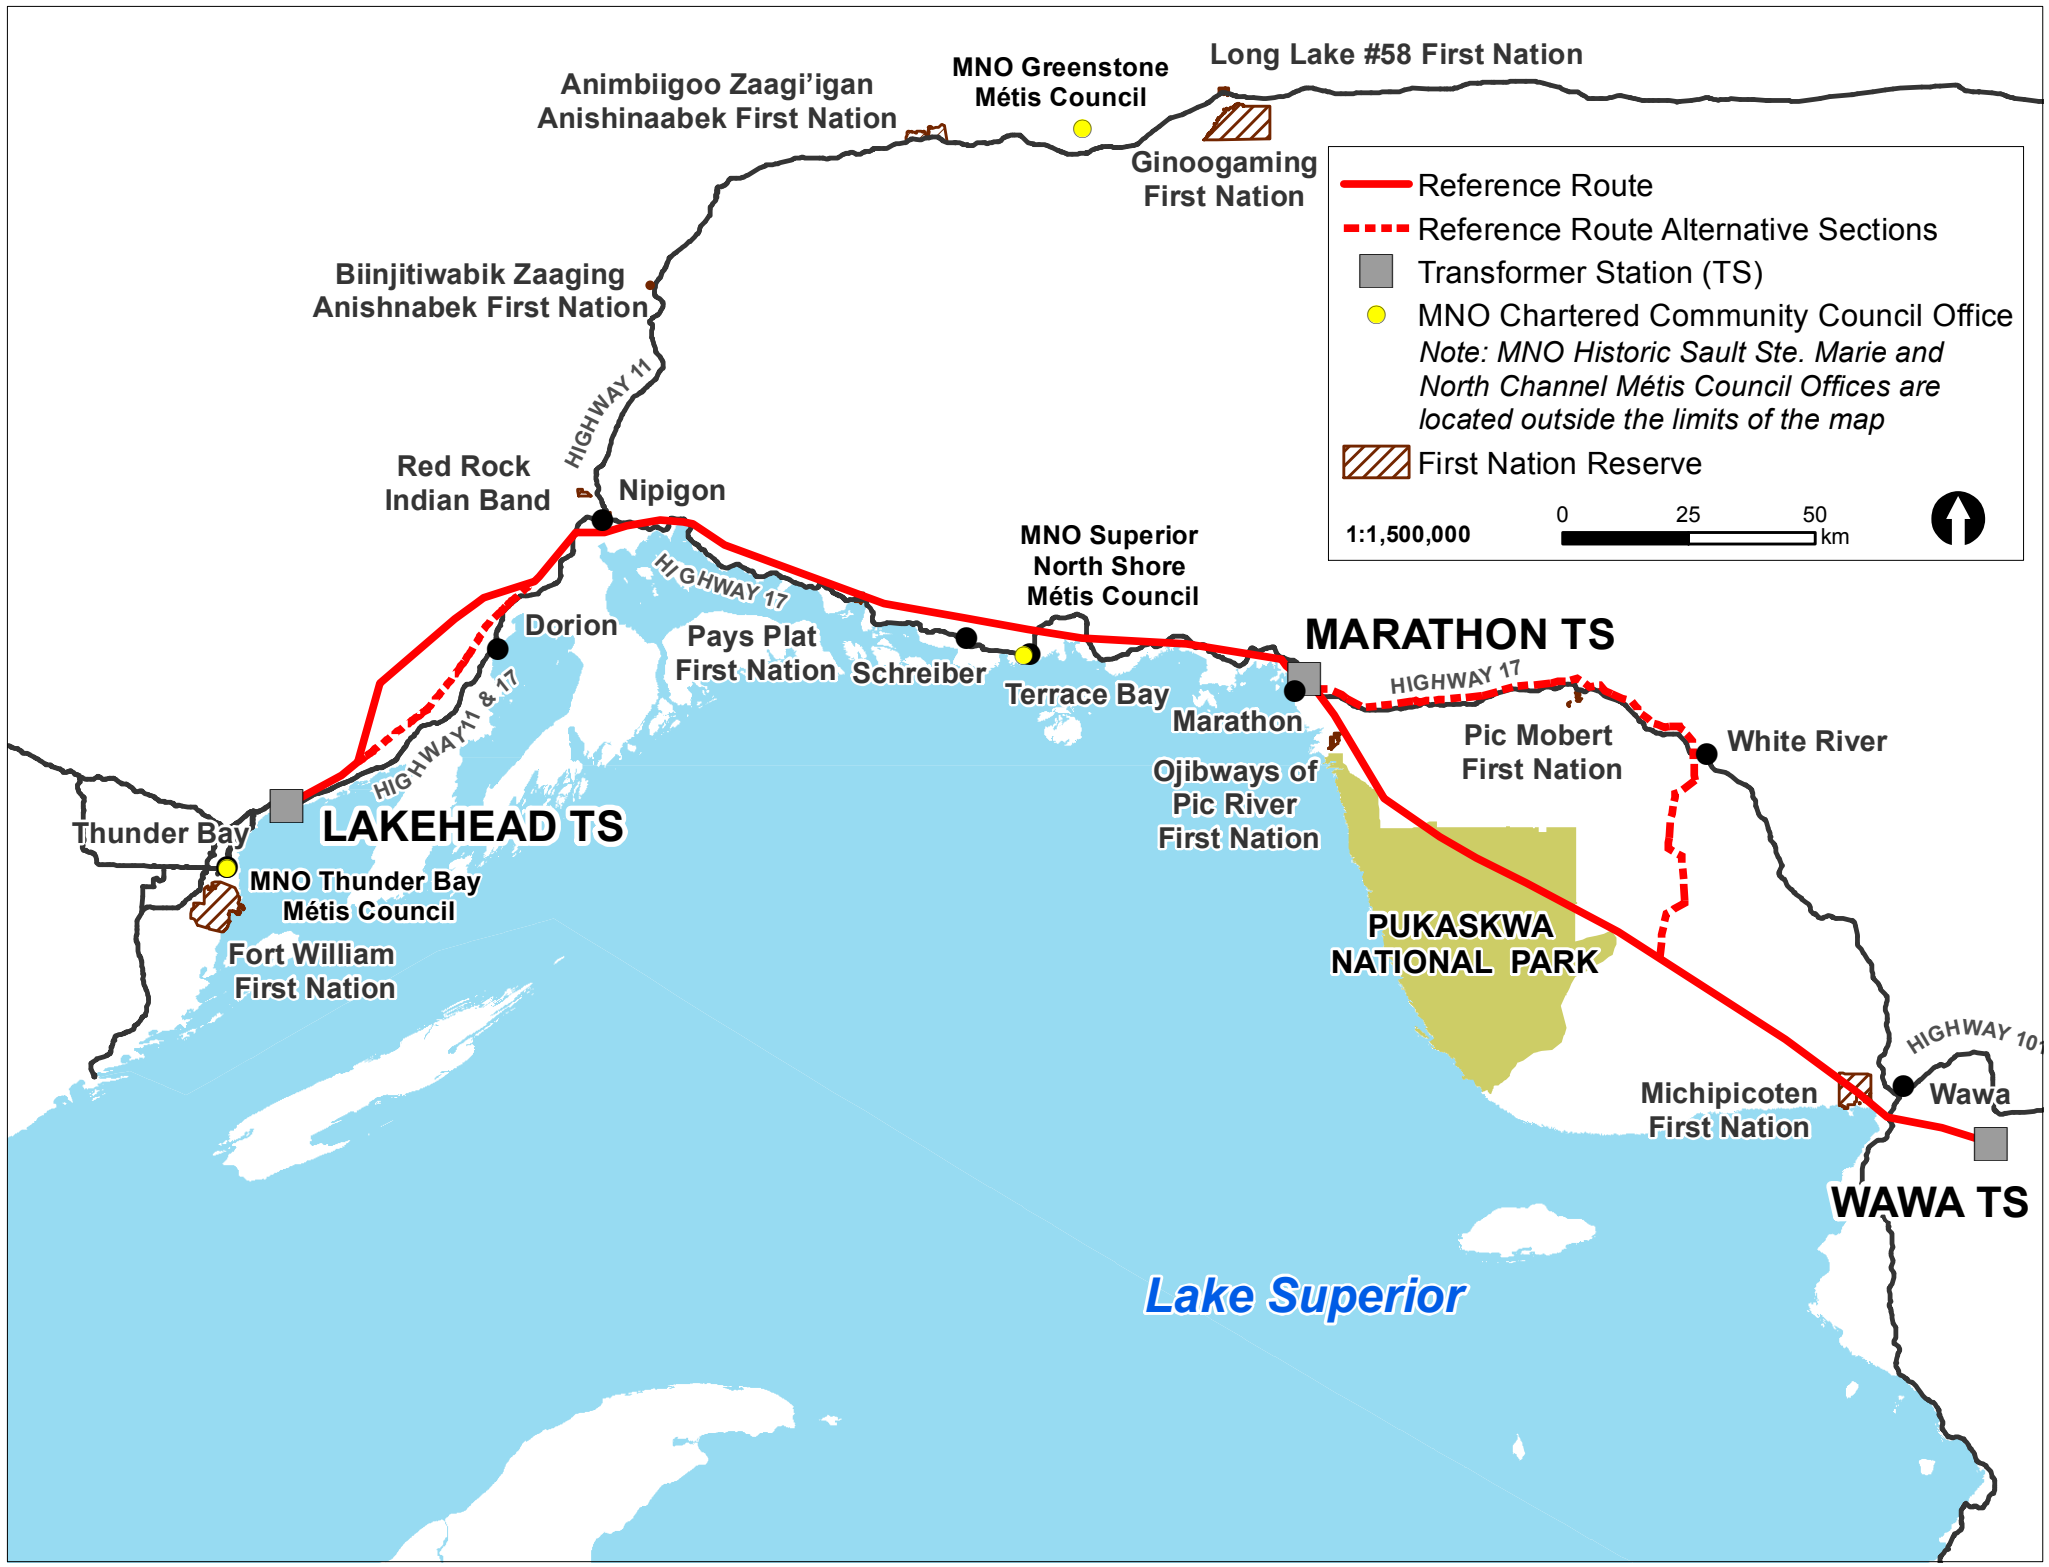 Long Lake #58 First Nation
MNO Greenstone
Métis Council
Animbiigoo Zaagi'igan
Anishinaabek First Nation
Ginoogaming
First Nation
Reference Route
Reference Route Alternative Sections
Transformer Station (TS)
MNO Chartered Community Council Office
Note: MNO Historic Sault Ste. Marie and
North Channel Métis Council Offices are
located outside the limits of the map
First Nation Reserve
1:1,500,000
0 25 50
km
Biinjitiwabik Zaaging
Anishnabek First Nation
HIGHWAY 11
Red Rock
Indian Band
Nipigon
HIGHWAY 17
MNO Superior
North Shore
Métis Council
Dorion
Pays Plat
First Nation
Schreiber
Terrace Bay
MARATHON TS
HIGHWAY 17
Marathon
Pic Mobert
First Nation
White River
HIGHWAY 11 & 17
Ojibways of
Pic River
First Nation
LAKEHEAD TS
Thunder Bay
MNO Thunder Bay
Métis Council
Fort William
First Nation
PUKASKWA
NATIONAL PARK
HIGHWAY 101
Michipicoten
First Nation
Wawa
WAWA TS
Lake Superior